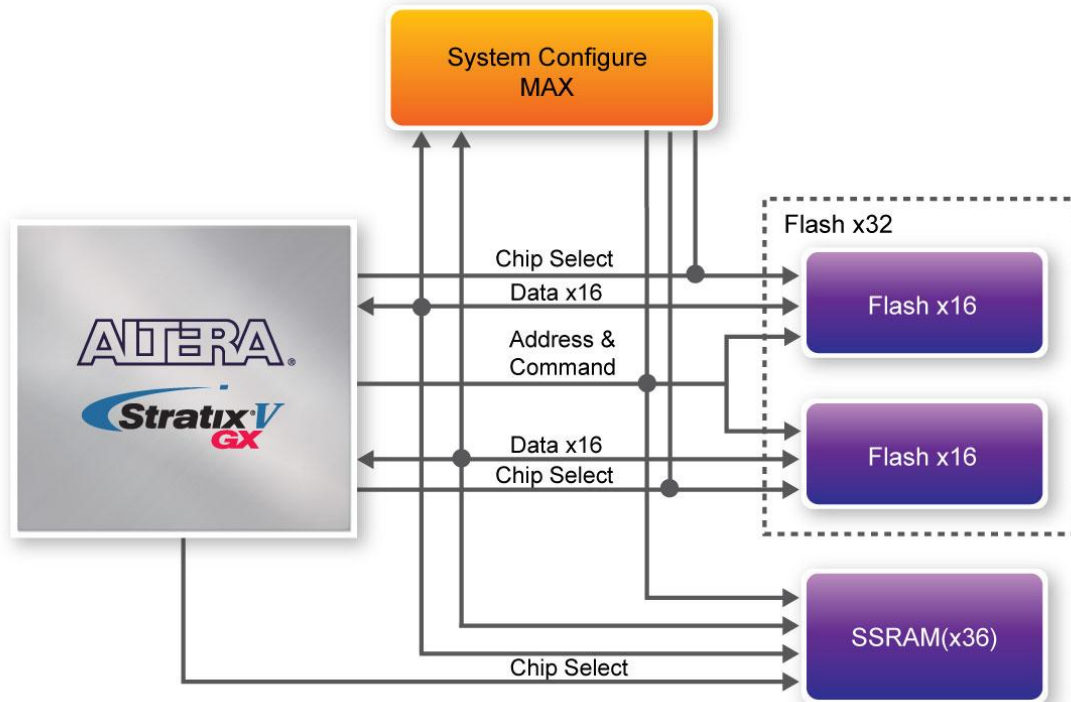 System Configure
MAX
Flash x32
Chip Select
Data x16
Flash x16
Address &
Command
ALTERA®
Stratix® V
GX
Data x16
Chip Select
Flash x16
SSRAM(x36)
Chip Select